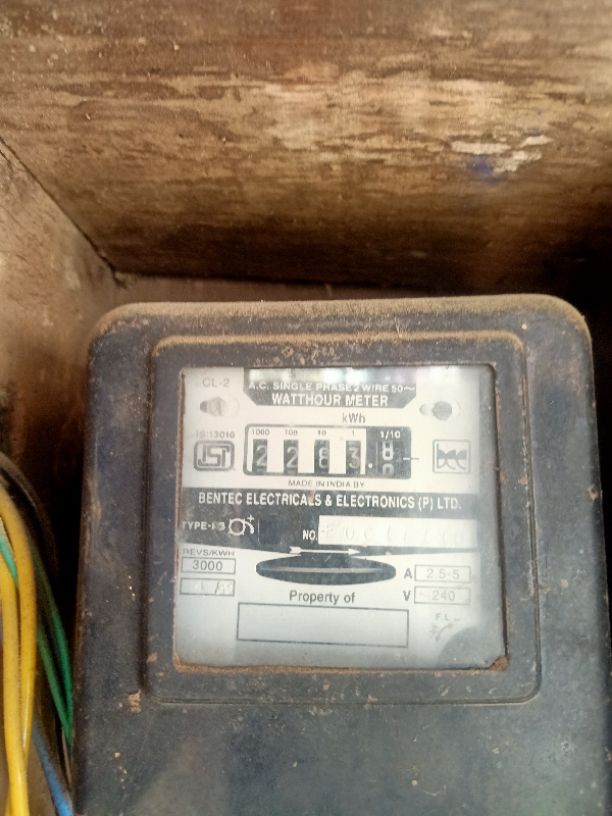 CL-2
A.C. SINGLE PHASE 2 WIRE 50~
WATTHOUR METER
kWh
1000 100 10 1 1/10
IS:13010
2 2 8 3 . 8
MADE IN INDIA BY
BENTEC ELECTRICALS & ELECTRONICS (P) LTD.
NO.
REVS/KWH
3000
A 2.5-5
Property of
V ~240
F.L.